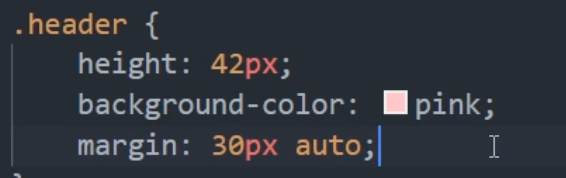 .header {
height: 42px;
background-color: pink;
margin: 30px auto;
}